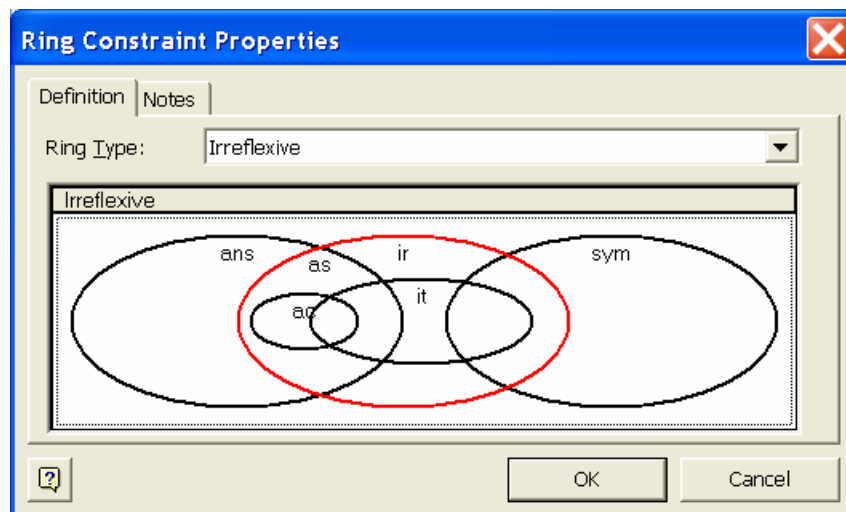 Ring Constraint Properties
Definition Notes
Ring Type: Irreflexive
Irreflexive
ans as ir sym
ac it
OK Cancel